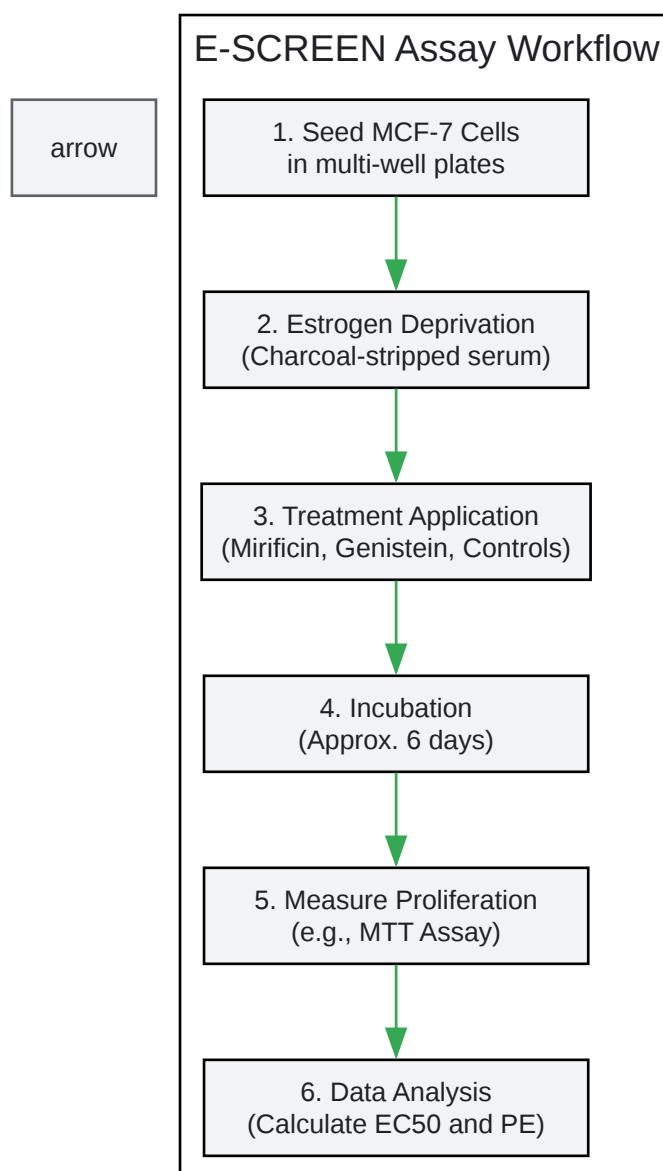 E-SCREEN Assay Workflow
arrow
1. Seed MCF-7 Cells
in multi-well plates
2. Estrogen Deprivation
(Charcoal-stripped serum)
3. Treatment Application
(Mirificin, Genistein, Controls)
4. Incubation
(Approx. 6 days)
5. Measure Proliferation
(e.g., MTT Assay)
6. Data Analysis
(Calculate EC50 and PE)